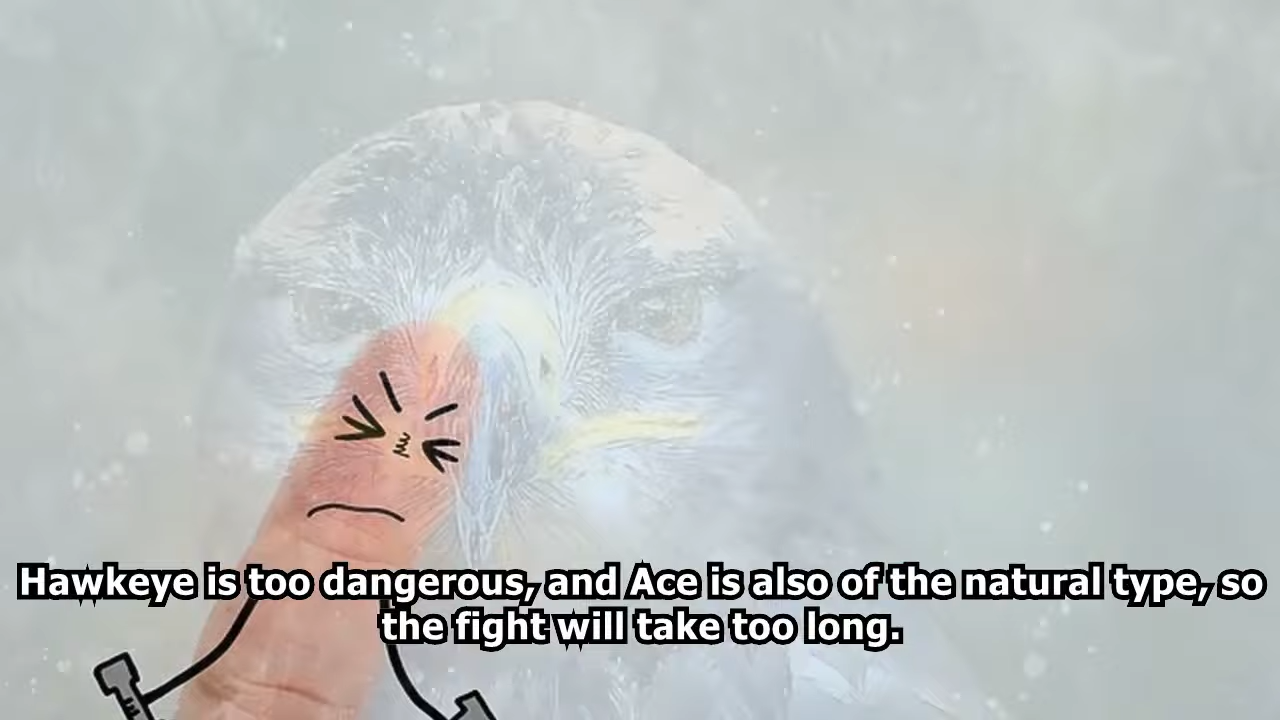 Hawkeye is too dangerous, and Ace is also of the natural type, so
the fight will take too long.